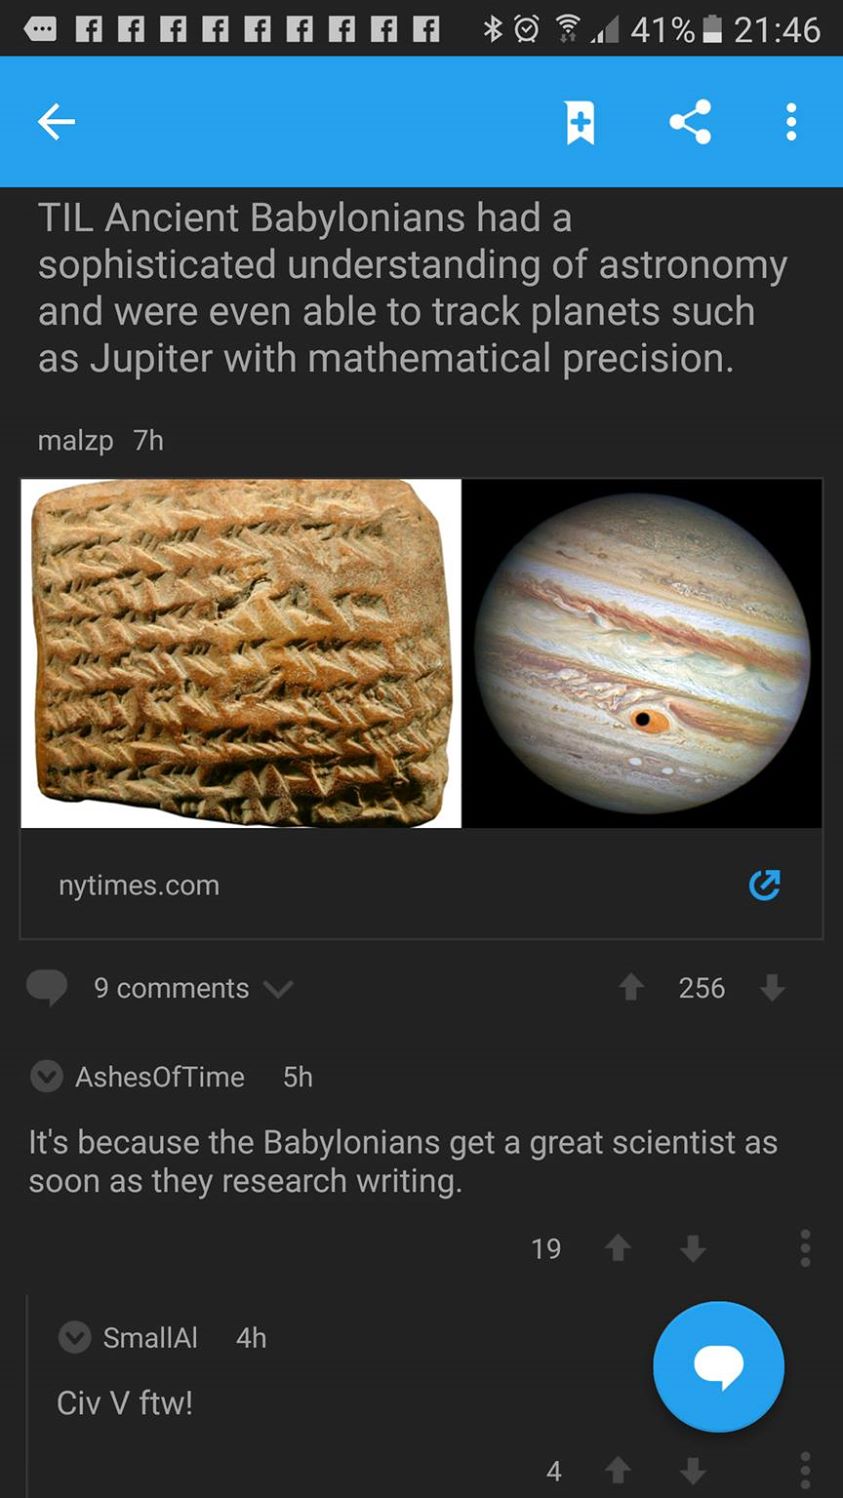 41% 21:46
TIL Ancient Babylonians had a
sophisticated understanding of astronomy
and were even able to track planets such
as Jupiter with mathematical precision.
malzp 7h
nytimes.com
9 comments 256
AshesOfTime 5h
It's because the Babylonians get a great scientist as
soon as they research writing.
19
SmallAl 4h
Civ V ftw!
4